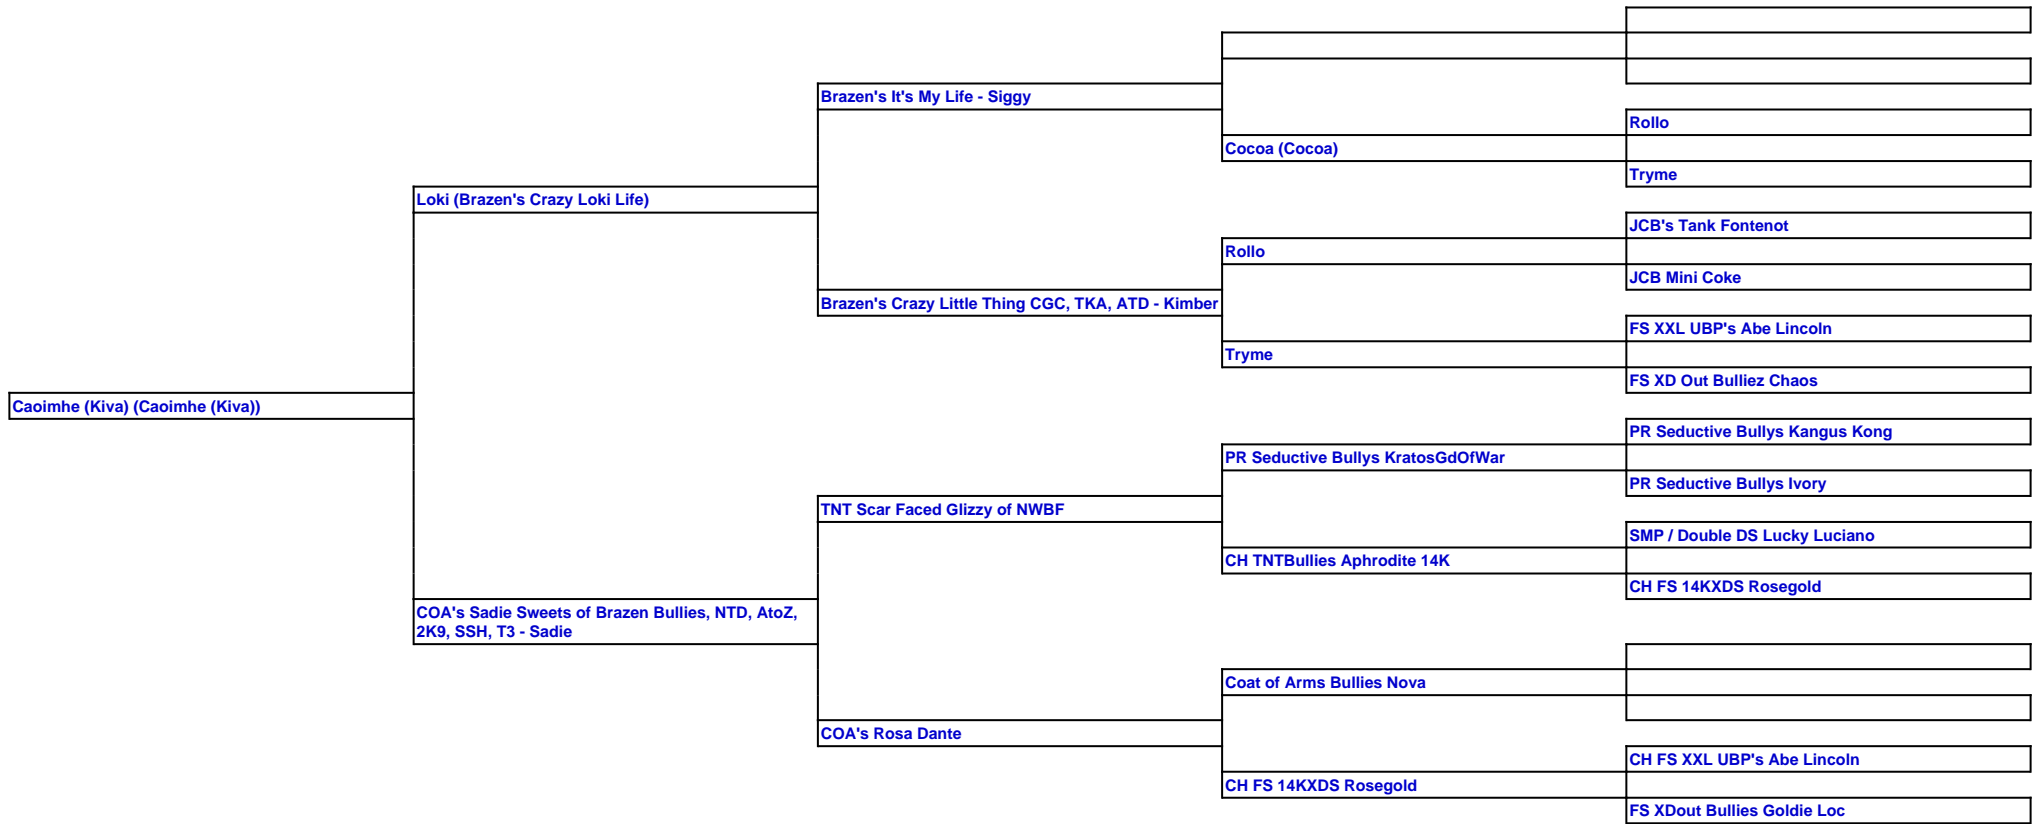 Brazen's It's My Life - Siggy
Rollo
Cocoa (Cocoa)
Tryme
Loki (Brazen's Crazy Loki Life)
JCB's Tank Fontenot
Rollo
JCB Mini Coke
Brazen's Crazy Little Thing CGC, TKA, ATD - Kimber
FS XXL UBP's Abe Lincoln
Tryme
FS XD Out Bulliez Chaos
Caoimhe (Kiva) (Caoimhe (Kiva))
PR Seductive Bullys Kangus Kong
PR Seductive Bullys KratosGdOfWar
PR Seductive Bullys Ivory
TNT Scar Faced Glizzy of NWBF
SMP / Double DS Lucky Luciano
CH TNTBullies Aphrodite 14K
CH FS 14KXDS Rosegold
COA's Sadie Sweets of Brazen Bullies, NTD, AtoZ,
2K9, SSH, T3 - Sadie
Coat of Arms Bullies Nova
COA's Rosa Dante
CH FS XXL UBP's Abe Lincoln
CH FS 14KXDS Rosegold
FS XDout Bullies Goldie Loc